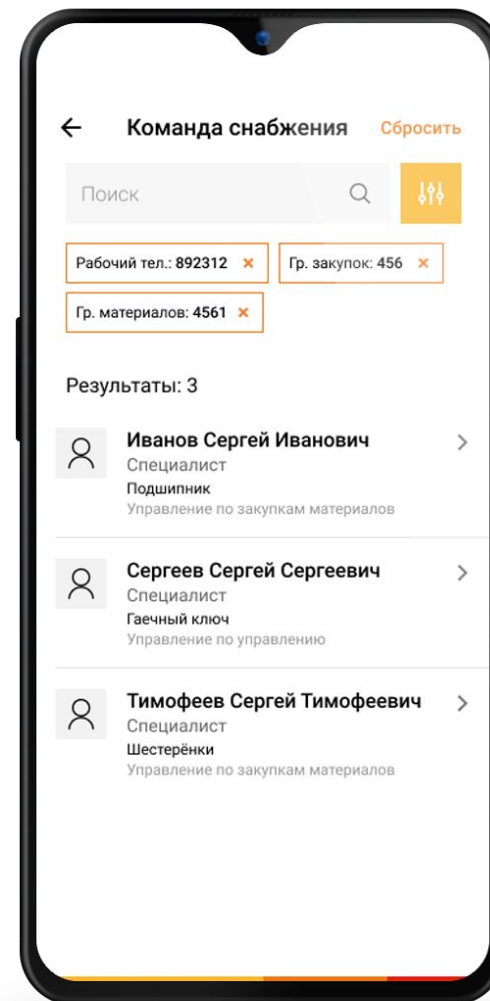 Команда снабжения Сбросить
Поиск
Рабочий тел.: 892312 × Гр. закупок: 456 ×
Гр. материалов: 4561 ×
Результаты: 3
Иванов Сергей Иванович
Специалист
Подшипник
Управление по закупкам материалов
Сергеев Сергей Сергеевич
Специалист
Гаечный ключ
Управление по управлению
Тимофеев Сергей Тимофеевич
Специалист
Шестерёнки
Управление по закупкам материалов